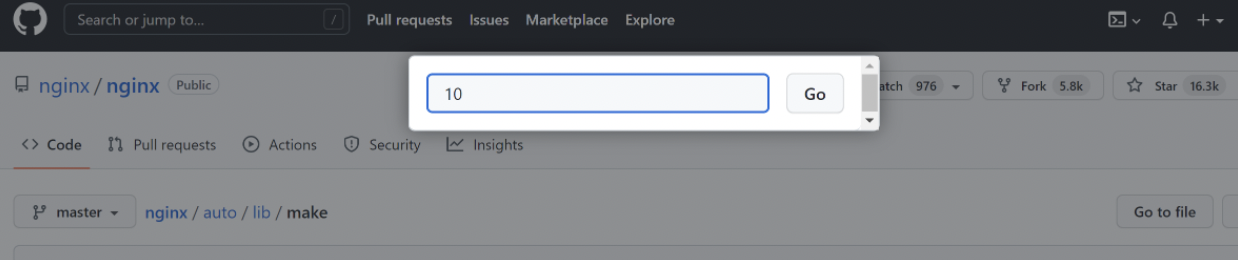 Search or jump to... / Pull requests Issues Marketplace Explore
nginx / nginx Public
10 Go
atch 976 Fork 5.8k Star 16.3k
Code Pull requests Actions Security Insights
master nginx / auto / lib / make Go to file